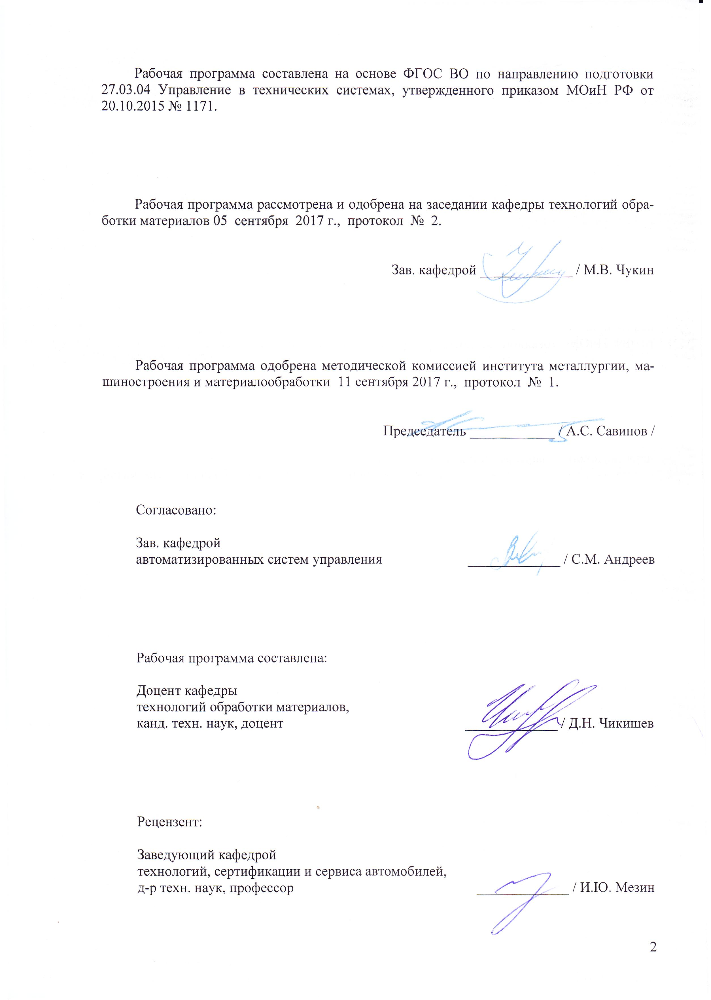 Рабочая программа составлена на основе ФГОС ВО по направлению подготовки
27.03.04 Управление в технических системах, утвержденного приказом МОиН РФ от
20.10.2015 № 1171.
Рабочая программа рассмотрена и одобрена на заседании кафедры технологий обра-
ботки материалов 05 сентября 2017 г., протокол № 2.
Зав. кафедрой _____________ / М.В. Чукин
Рабочая программа одобрена методической комиссией института металлургии, ма-
шиностроения и материалообработки 11 сентября 2017 г., протокол № 1.
Председатель ____________ / А.С. Савинов /
Согласовано:
Зав. кафедрой
автоматизированных систем управления _____________ / С.М. Андреев
Рабочая программа составлена:
Доцент кафедры
технологий обработки материалов,
канд. техн. наук, доцент _____________ / Д.Н. Чикишев
Рецензент:
Заведующий кафедрой
технологий, сертификации и сервиса автомобилей,
д-р техн. наук, профессор _____________ / И.Ю. Мезин
2